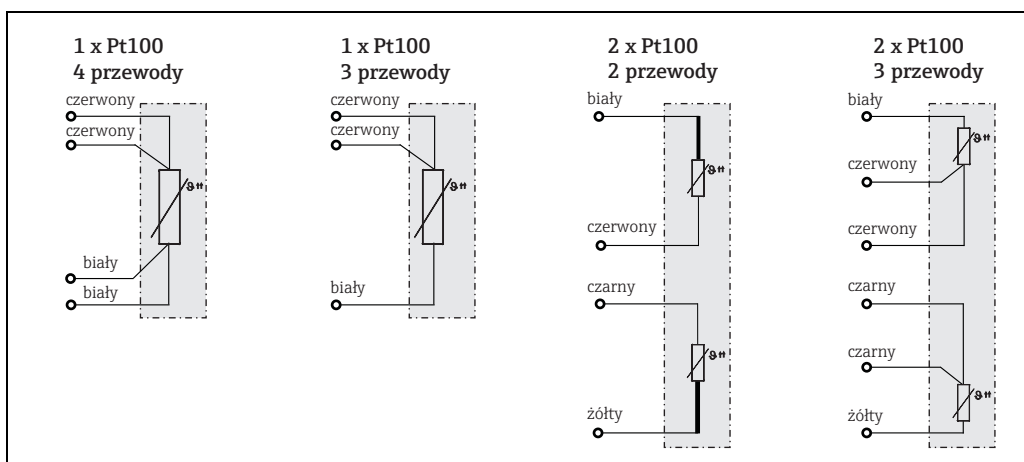 1 x Pt100
4 przewody
czerwony
czerwony
biały
biały
ϑ
1 x Pt100
3 przewody
czerwony
czerwony
biały
ϑ
2 x Pt100
2 przewody
biały
ϑ
czerwony
czarny
ϑ
żółty
2 x Pt100
3 przewody
biały
ϑ
czerwony
czerwony
czarny
czarny
ϑ
żółty